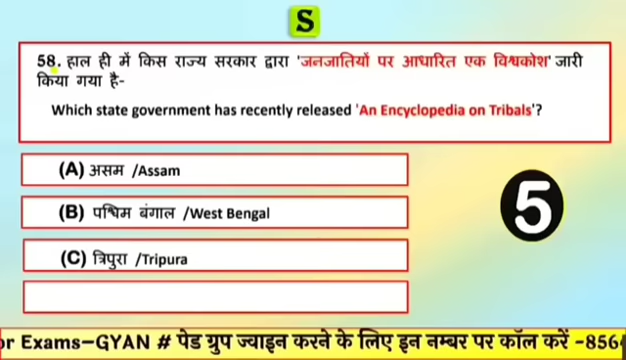 S
58. हाल ही में किस राज्य सरकार द्वारा 'जनजातियों पर आधारित एक विश्वकोश' जारी
किया गया है-
Which state government has recently released 'An Encyclopedia on Tribals'?
(A) असम /Assam
(B) पश्चिम बंगाल /West Bengal
(C) त्रिपुरा /Tripura
5
or Exams-GYAN # पेड ग्रुप ज्वाइन करने के लिए इन नम्बर पर कॉल करें -856